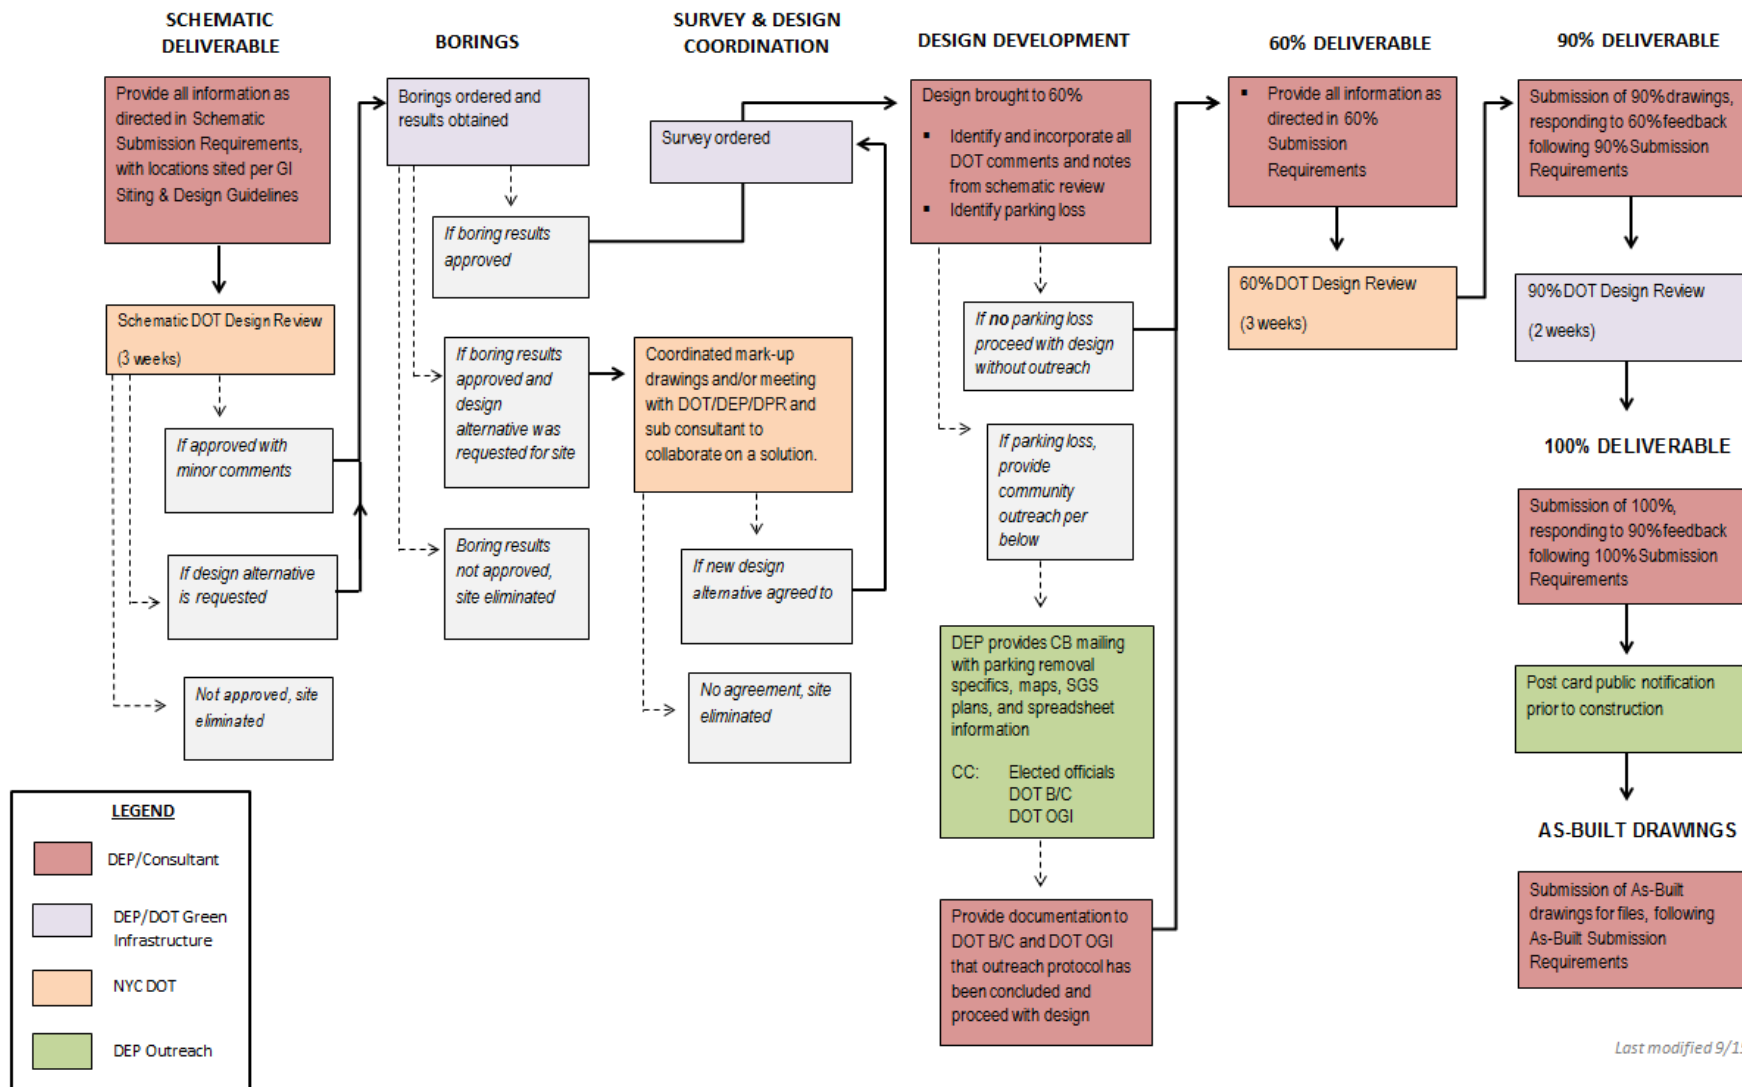 SCHEMATIC
DELIVERABLE
Provide all information as
directed in Schematic
Submission Requirements,
with locations sited per GI
Siting & Design Guidelines
Schematic DOT Design Review
(3 weeks)
If approved with
minor comments
If design alternative
is requested
Not approved, site
eliminated
BORINGS
Borings ordered and
results obtained
If boring results
approved
If boring results
approved and
design
alternative was
requested for site
Boring results
not approved,
site eliminated
SURVEY & DESIGN
COORDINATION
Survey ordered
Coordinated mark-up
drawings and/or meeting
with DOT/DEP/DPR and
sub consultant to
collaborate on a solution.
If new design
alternative agreed to
No agreement, site
eliminated
DESIGN DEVELOPMENT
Design brought to 60%
▪ Identify and incorporate all
DOT comments and notes
from schematic review
▪ Identify parking loss
If no parking loss
proceed with design
without outreach
If parking loss,
provide
community
outreach per
below
DEP provides CB mailing
with parking removal
specifics, maps, SGS
plans, and spreadsheet
information
CC: Elected officials
DOT B/C
DOT OGI
Provide documentation to
DOT B/C and DOT OGI
that outreach protocol has
been concluded and
proceed with design
60% DELIVERABLE
▪ Provide all information as
directed in 60%
Submission
Requirements
60% DOT Design Review
(3 weeks)
90% DELIVERABLE
Submission of 90% drawings,
responding to 60% feedback
following 90% Submission
Requirements
90% DOT Design Review
(2 weeks)
100% DELIVERABLE
Submission of 100%,
responding to 90% feedback
following 100% Submission
Requirements
Post card public notification
prior to construction
AS-BUILT DRAWINGS
Submission of As-Built
drawings for files, following
As-Built Submission
Requirements
LEGEND
DEP/Consultant
DEP/DOT Green
Infrastructure
NYC DOT
DEP Outreach
Last modified